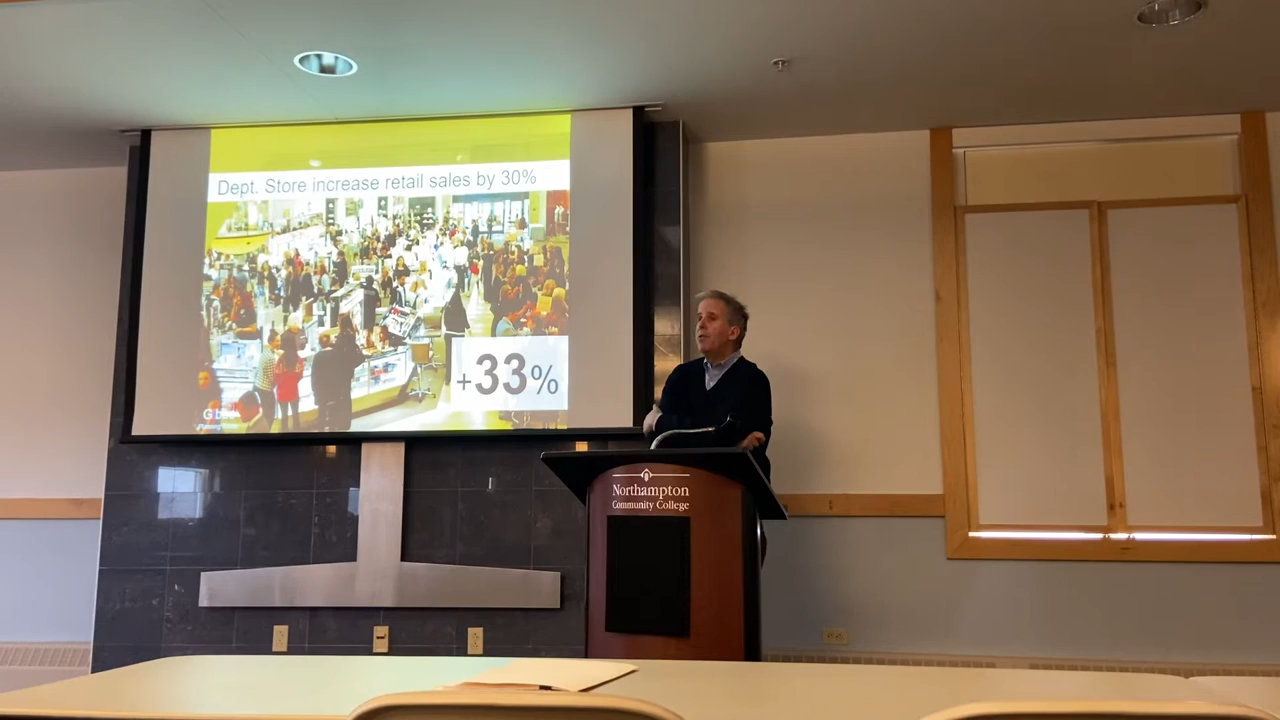 Dept. Store increase retail sales by 30%
+33%
Northampton
Community College